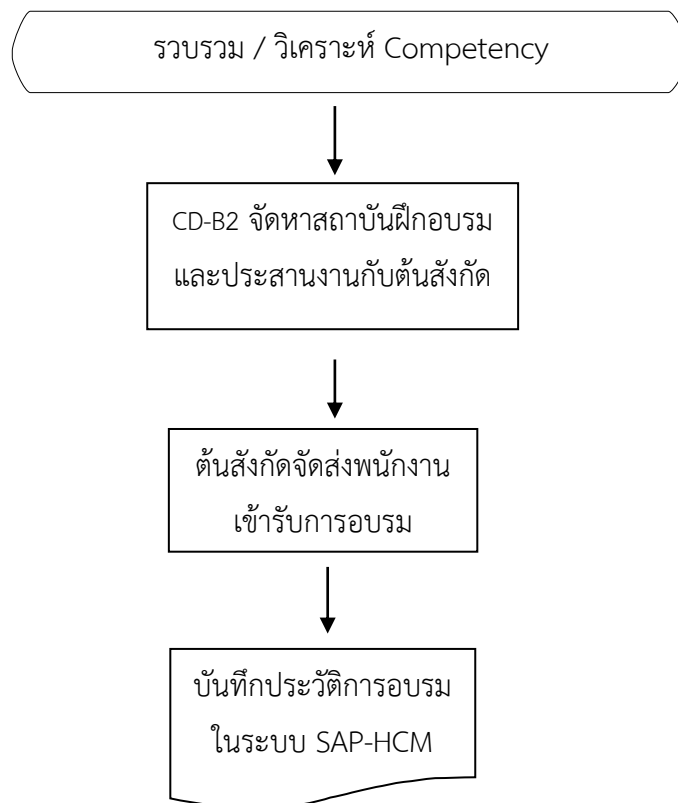 รวบรวม / วิเคราะห์ Competency
CD-B2 จัดหาสถาบันฝึกอบรม
และประสานงานกับต้นสังกัด
ต้นสังกัดจัดส่งพนักงาน
เข้ารับการอบรม
บันทึกประวัติการอบรม
ในระบบ SAP-HCM